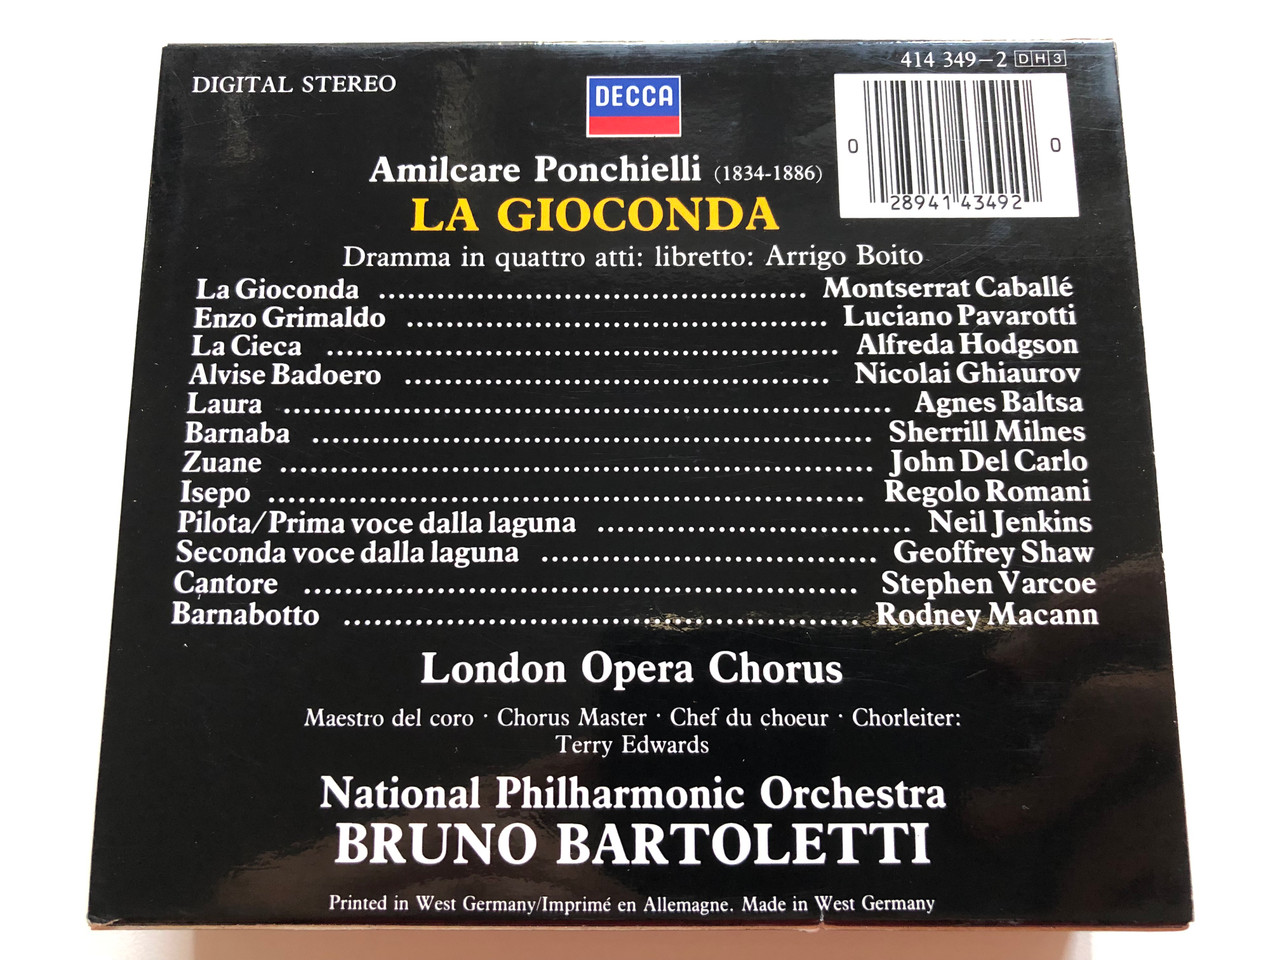 DIGITAL STEREO
414 349-2 DH3
DECCA
0 28941 43492 0
Amilcare Ponchielli (1834-1886)
LA GIOCONDA
Dramma in quattro atti: libretto: Arrigo Boito
La Gioconda ........................................... Montserrat Caballé
Enzo Grimaldo .......................................... Luciano Pavarotti
La Cieca ................................................... Alfreda Hodgson
Alvise Badoero .......................................... Nicolai Ghiaurov
Laura ............................................................ Agnes Baltsa
Barnaba ....................................................... Sherrill Milnes
Zuane .......................................................... John Del Carlo
Isepo .......................................................... Regolo Romani
Pilota/Prima voce dalla laguna ............................... Neil Jenkins
Seconda voce dalla laguna ................................. Geoffrey Shaw
Cantore ...................................................... Stephen Varcoe
Barnabotto .................................................. Rodney Macann
London Opera Chorus
Maestro del coro · Chorus Master · Chef du choeur · Chorleiter:
Terry Edwards
National Philharmonic Orchestra
BRUNO BARTOLETTI
Printed in West Germany/Imprimé en Allemagne. Made in West Germany